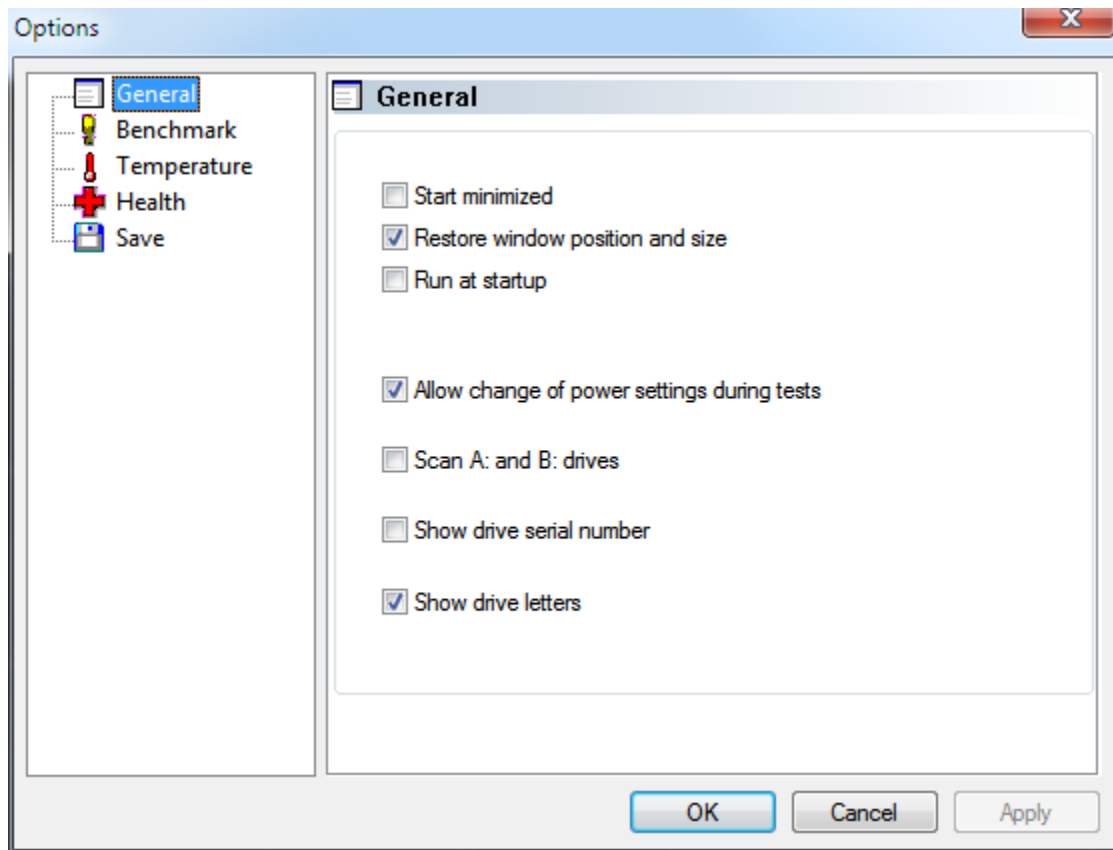 Options
General
Benchmark
Temperature
Health
Save
General
Start minimized
Restore window position and size
Run at startup
Allow change of power settings during tests
Scan A: and B: drives
Show drive serial number
Show drive letters
OK
Cancel
Apply